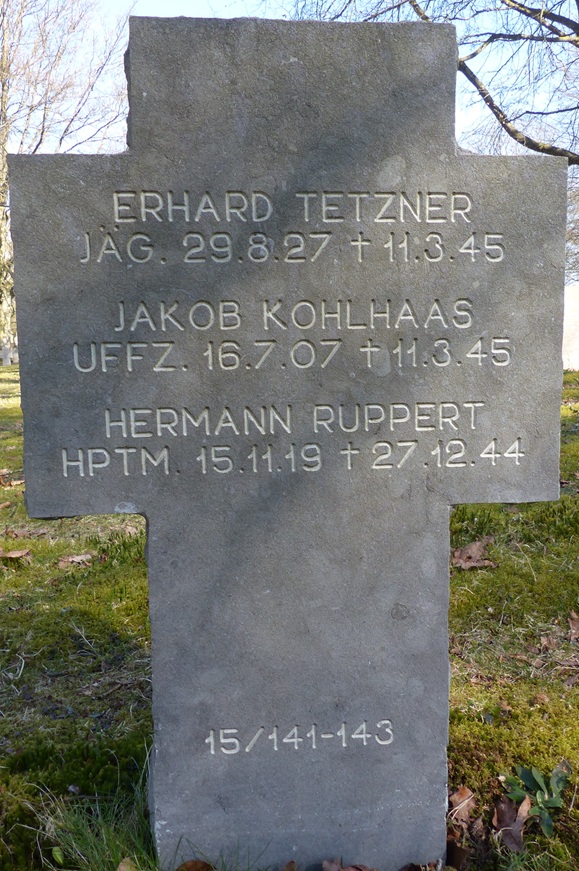 ERHARD TETZNER
JÄG. 29.8.27 † 11.3.45
JAKOB KOHLHAAS
UFFZ. 16.7.07 † 11.3.45
HERMANN RUPPERT
HPTM. 15.11.19 † 27.12.44
15/141-143